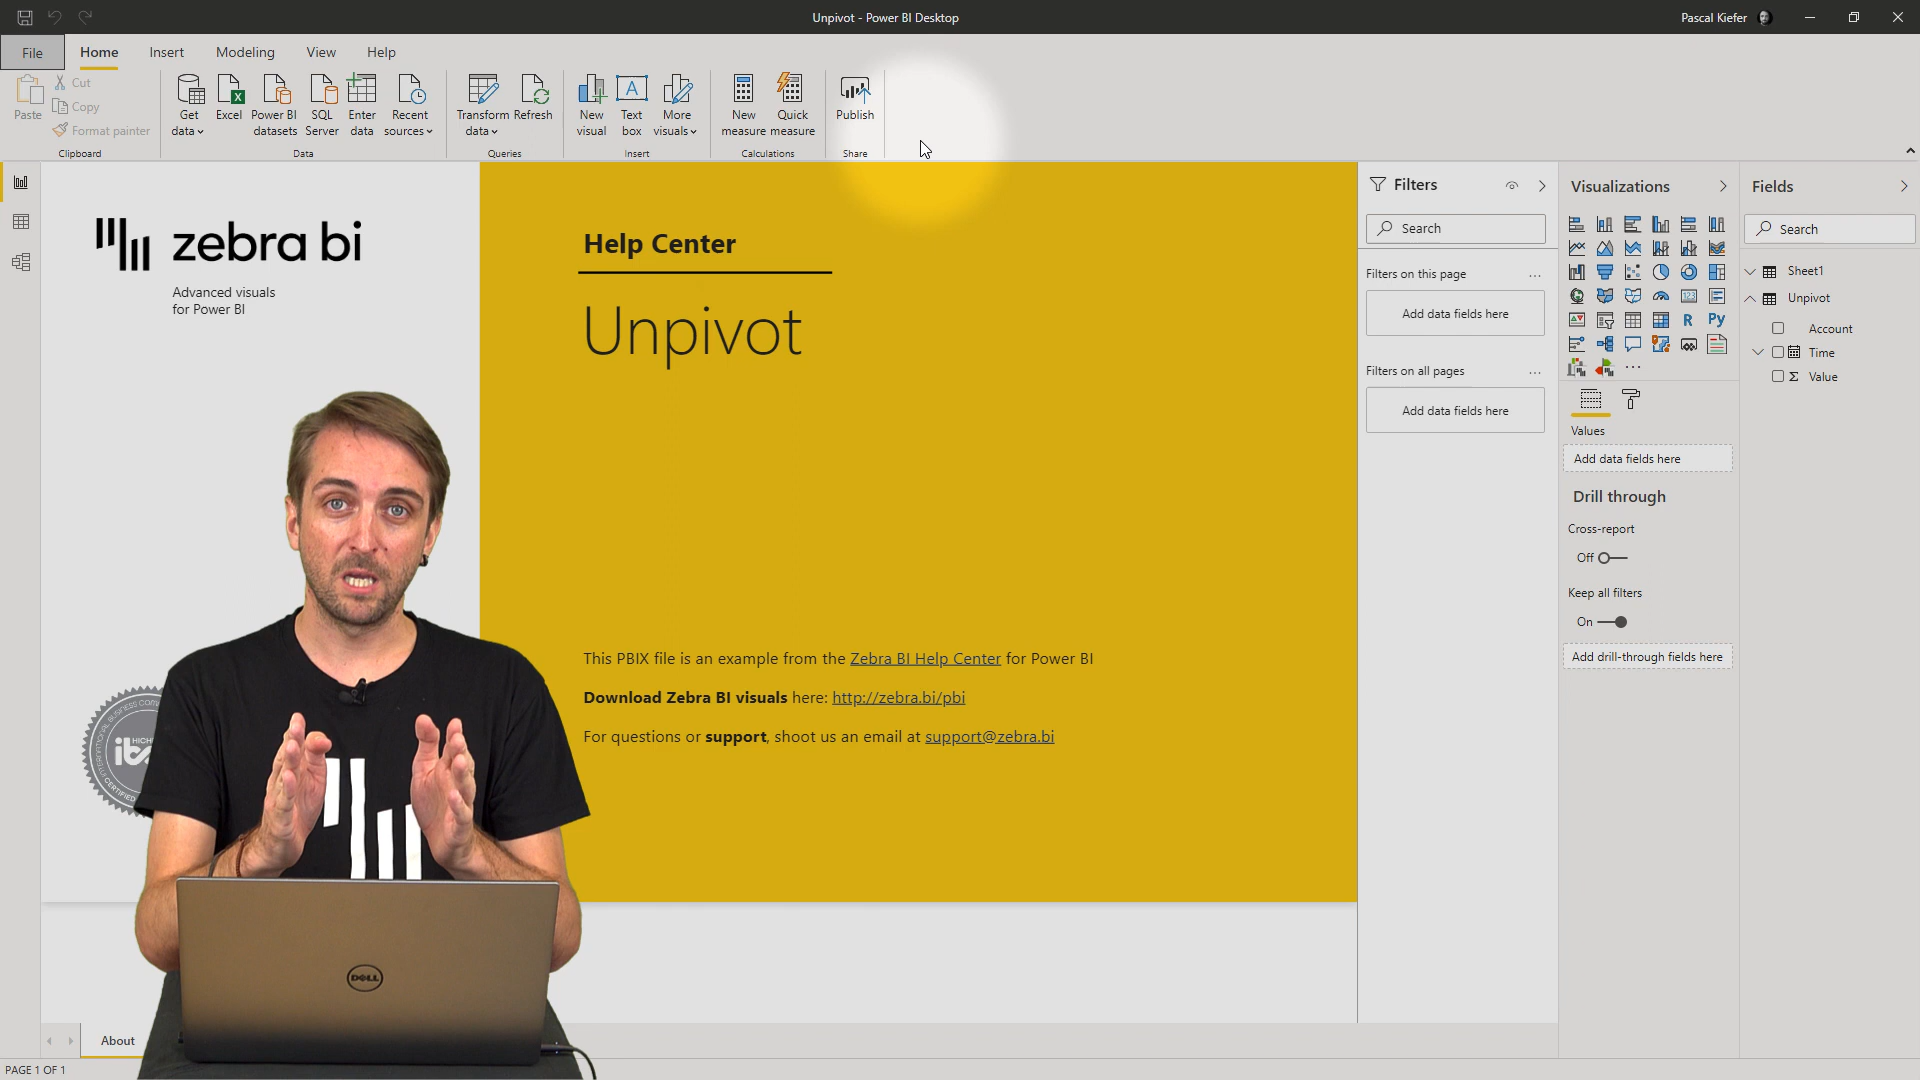 Unpivot - Power BI Desktop
Pascal Kiefer
File
Home
Insert
Modeling
View
Help
Paste
Cut
Copy
Format painter
Clipboard
Get data
Excel
Power BI datasets
SQL Server
Enter data
Recent sources
Data
Transform data
Refresh
Queries
New visual
Text box
More visuals
Insert
New measure
Quick measure
Calculations
Publish
Share
zebra bi
Advanced visuals
for Power BI
Help Center
Unpivot
This PBIX file is an example from the Zebra BI Help Center for Power BI
Download Zebra BI visuals here: http://zebra.bi/pbi
For questions or support, shoot us an email at support@zebra.bi
DELL
Filters
Search
Filters on this page
...
Add data fields here
Filters on all pages
...
Add data fields here
Visualizations
R
Py
...
Values
Add data fields here
Drill through
Cross-report
Off
Keep all filters
On
Add drill-through fields here
Fields
Search
Sheet1
Unpivot
Account
Time
Σ Value
About
PAGE 1 OF 1